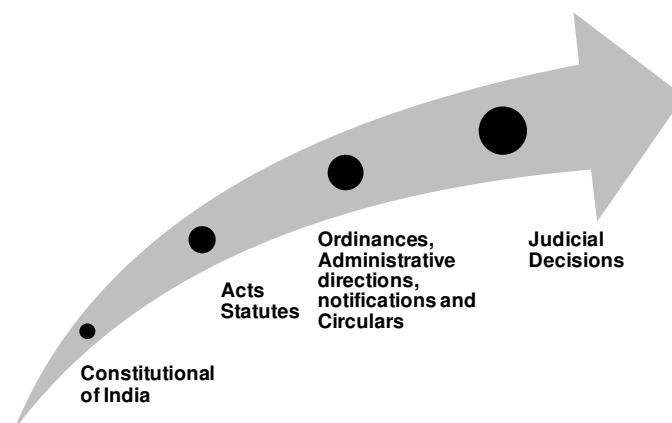 Constitutional
of India
Acts
Statutes
Ordinances,
Administrative
directions,
notifications and
Circulars
Judicial
Decisions